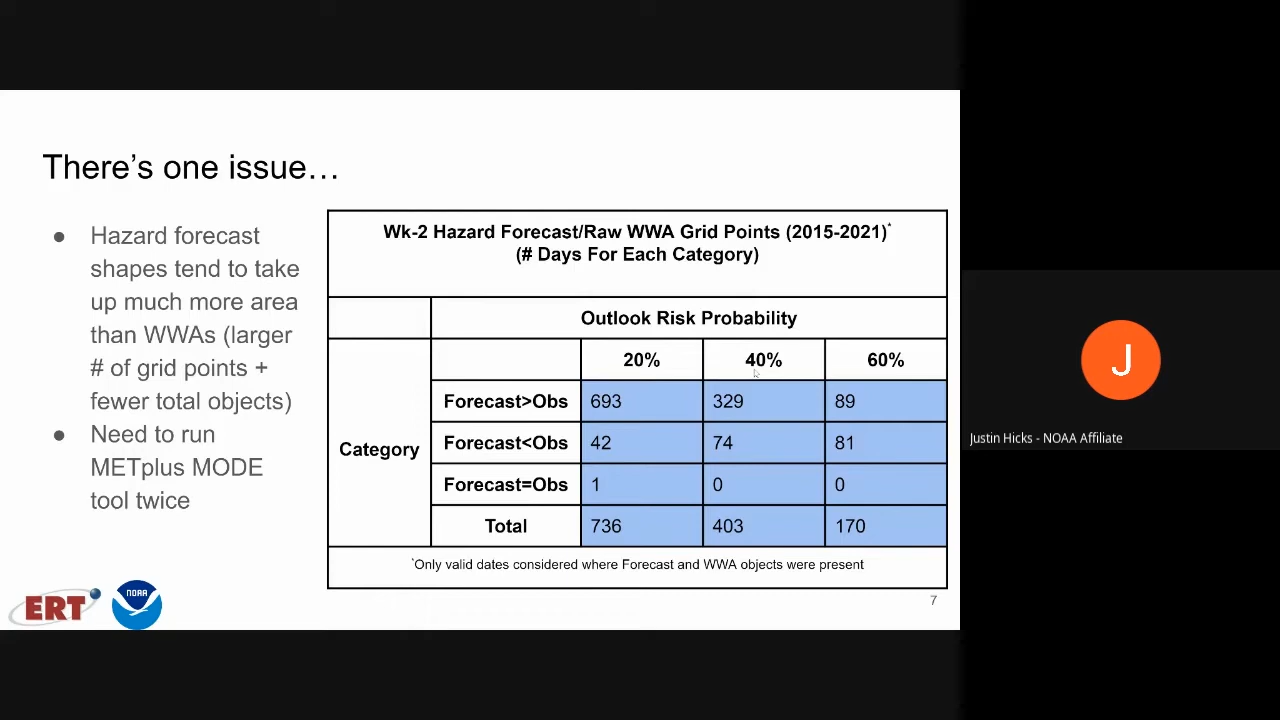 There's one issue…
● Hazard forecast
shapes tend to take
up much more area
than WWAs (larger
# of grid points +
fewer total objects)
● Need to run
METplus MODE
tool twice
Wk-2 Hazard Forecast/Raw WWA Grid Points (2015-2021)*
(# Days For Each Category)
Outlook Risk Probability
20% 40% 60%
Category
Forecast>Obs 693 329 89
Forecast<Obs 42 74 81
Forecast=Obs 1 0 0
Total 736 403 170
*Only valid dates considered where Forecast and WWA objects were present
7
ERT
NOAA
J
Justin Hicks - NOAA Affiliate